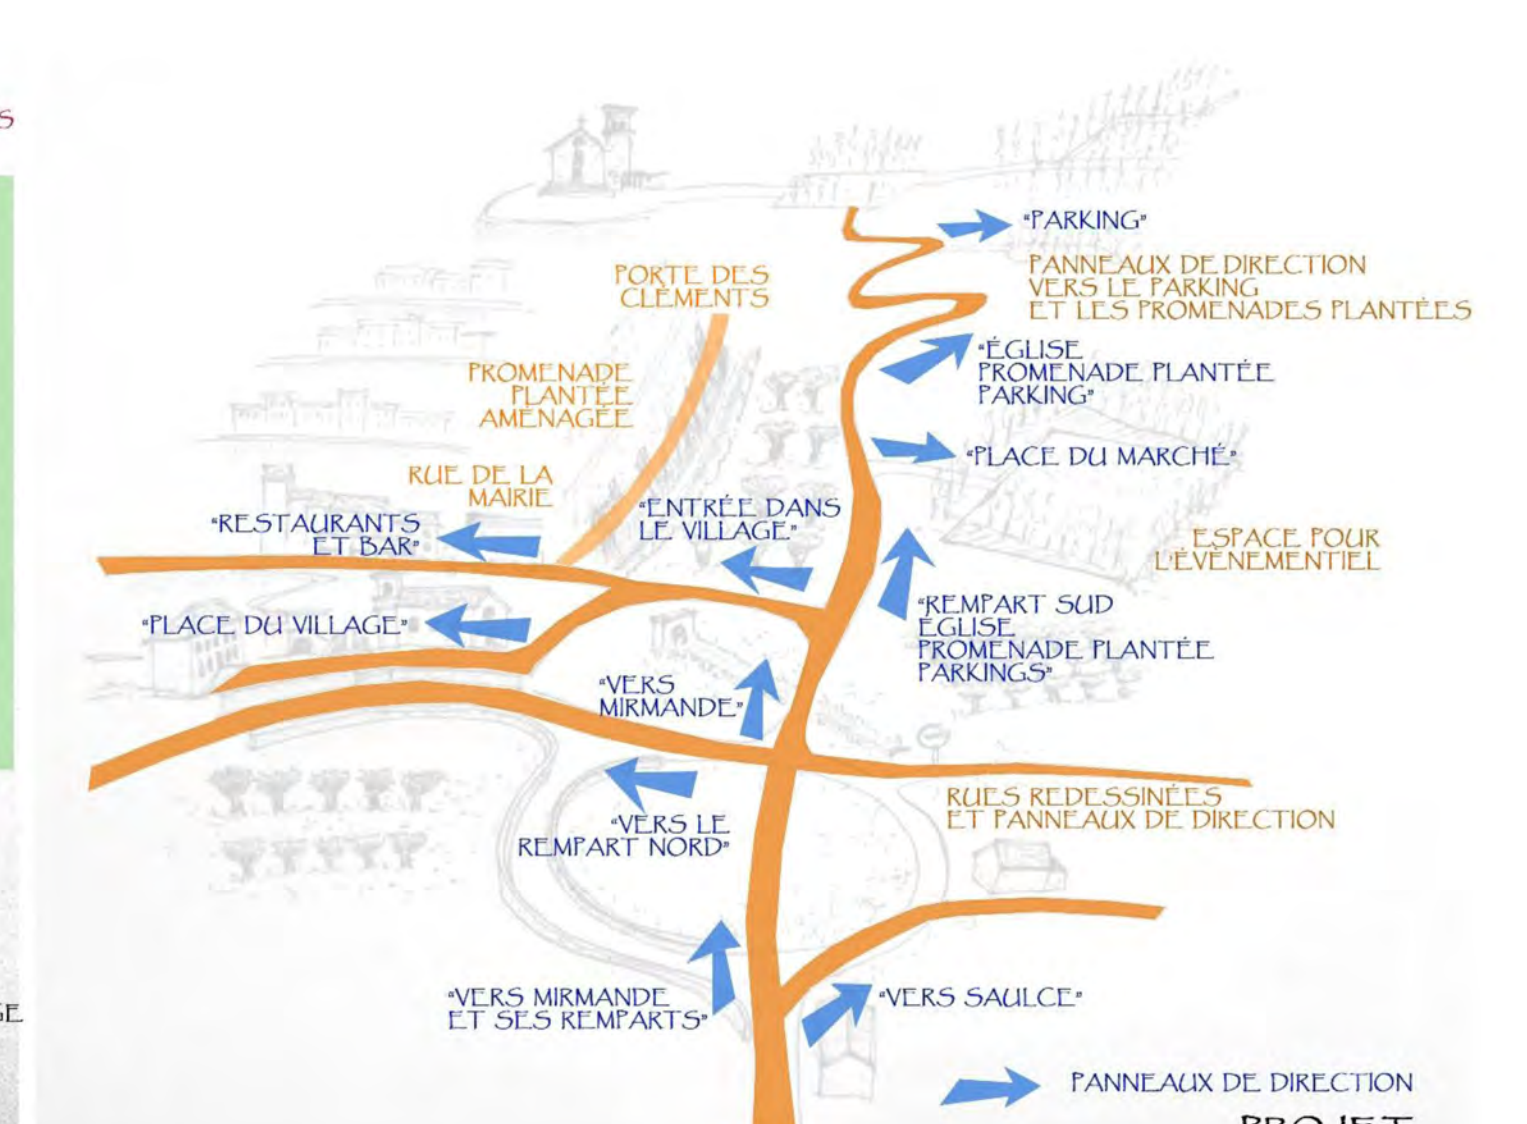 S
"PARKING"
PANNEAUX DE DIRECTION
VERS LE PARKING
ET LES PROMENADES PLANTÉES
PORTE DES
CLÉMENTS
"ÉGLISE
PROMENADE PLANTÉE
PARKING"
PROMENADE
PLANTÉE
AMÉNAGÉE
"PLACE DU MARCHÉ"
RUE DE LA
MAIRIE
"ENTRÉE DANS
LE VILLAGE"
"RESTAURANTS
ET BAR"
ESPACE POUR
L'ÉVÈNEMENTIEL
"REMPART SUD
ÉGLISE
PROMENADE PLANTÉE
PARKINGS"
"PLACE DU VILLAGE"
"VERS
MIRMANDE"
RUES REDESSINÉES
ET PANNEAUX DE DIRECTION
"VERS LE
REMPART NORD"
"VERS MIRMANDE
ET SES REMPARTS"
"VERS SAULCE"
GE
PANNEAUX DE DIRECTION
PROJET